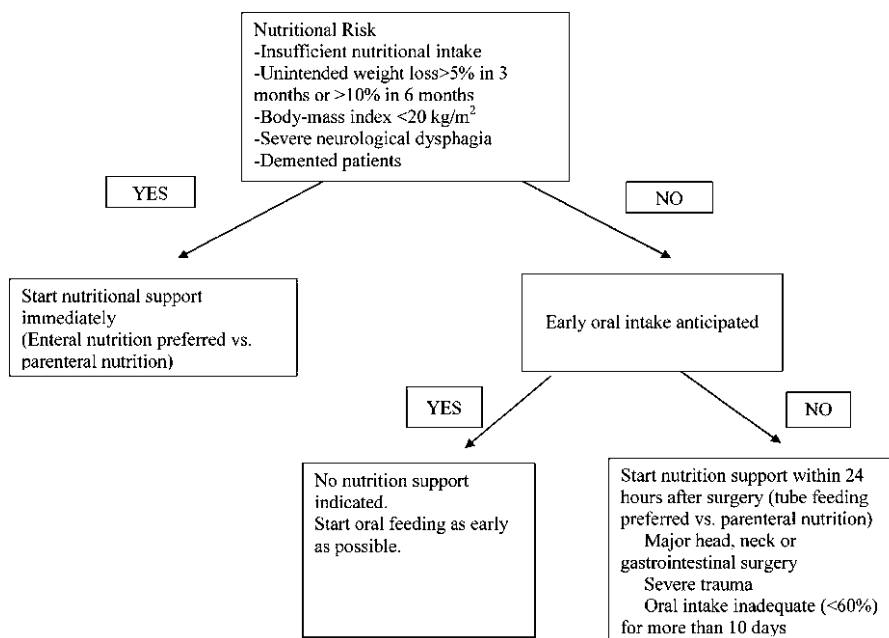 Nutritional Risk
-Insufficient nutritional intake
-Unintended weight loss>5% in 3
months or >10% in 6 months
-Body-mass index <20 kg/m²
-Severe neurological dysphagia
-Demented patients
YES
NO
Start nutritional support
immediately
(Enteral nutrition preferred vs.
parenteral nutrition)
Early oral intake anticipated
YES
NO
No nutrition support
indicated.
Start oral feeding as early
as possible.
Start nutrition support within 24
hours after surgery (tube feeding
preferred vs. parenteral nutrition)
Major head, neck or
gastrointestinal surgery
Severe trauma
Oral intake inadequate (<60%)
for more than 10 days